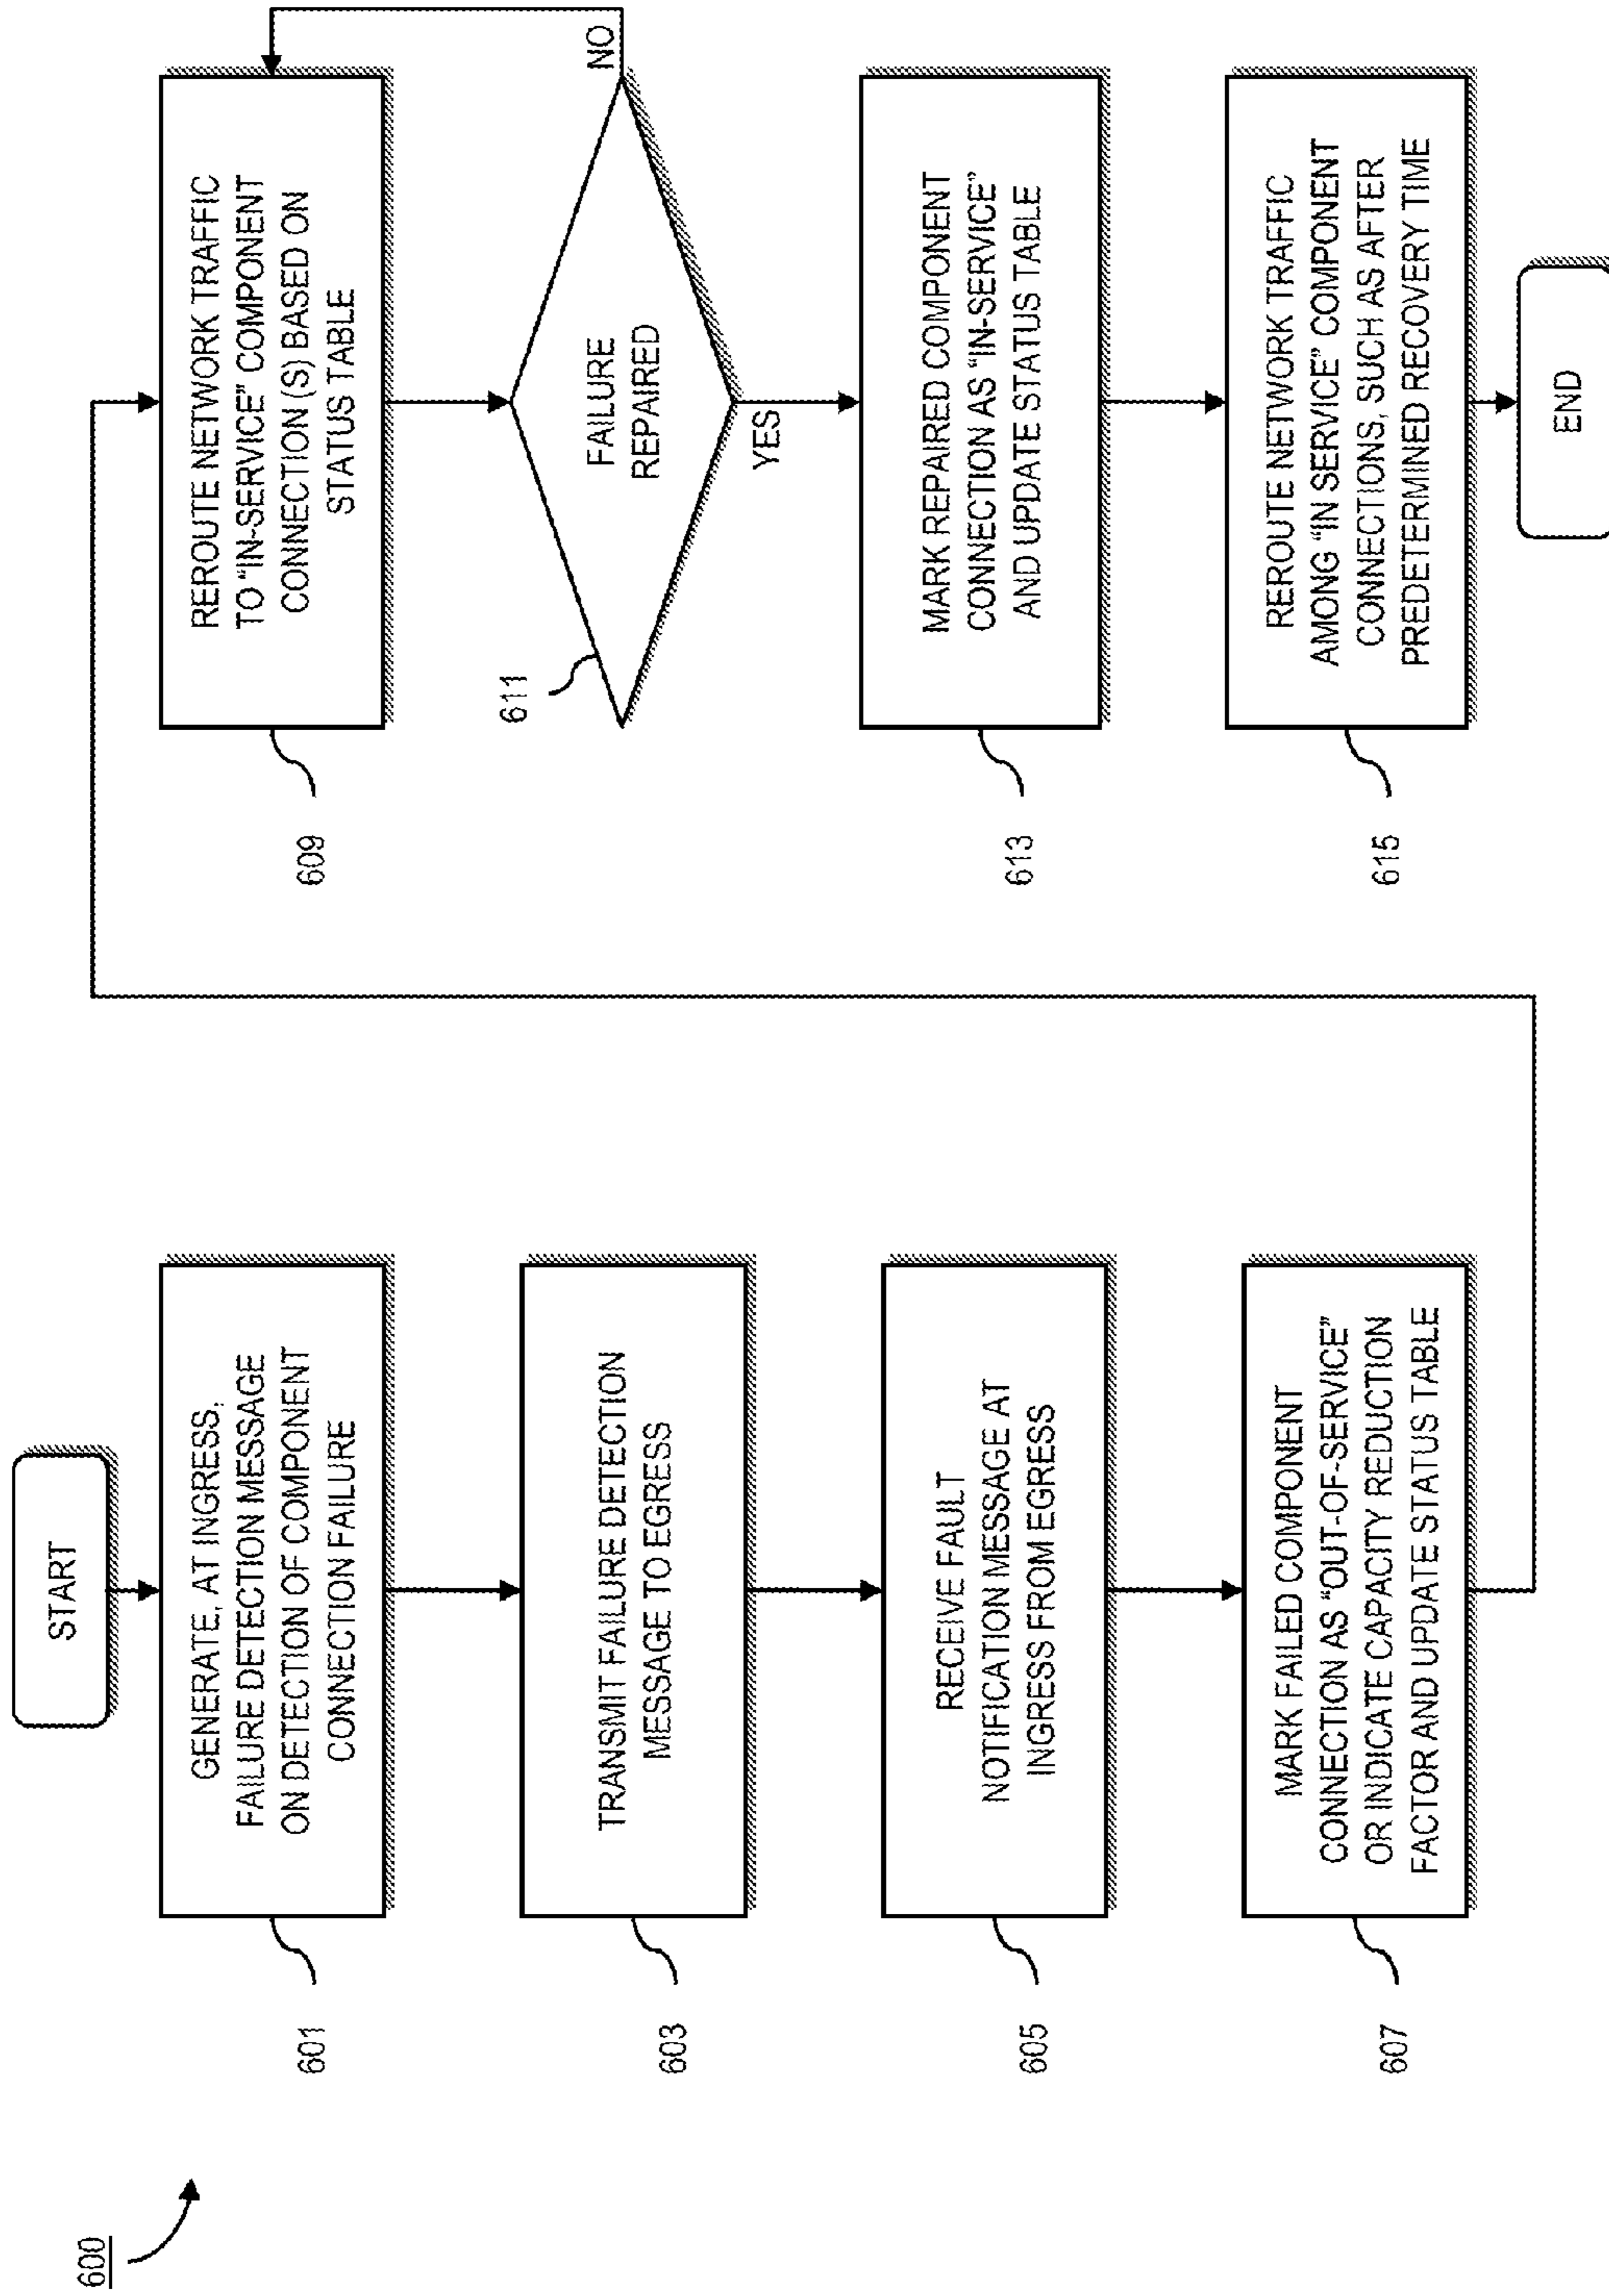 600
START
GENERATE, AT INGRESS,
FAILURE DETECTION MESSAGE
ON DETECTION OF COMPONENT
CONNECTION FAILURE
601
TRANSMIT FAILURE DETECTION
MESSAGE TO EGRESS
603
RECEIVE FAULT
NOTIFICATION MESSAGE AT
INGRESS FROM EGRESS
605
MARK FAILED COMPONENT
CONNECTION AS "OUT-OF-SERVICE"
OR INDICATE CAPACITY REDUCTION
FACTOR AND UPDATE STATUS TABLE
607
REROUTE NETWORK TRAFFIC
TO "IN-SERVICE" COMPONENT
CONNECTION (S) BASED ON
STATUS TABLE
609
FAILURE
REPAIRED
611
NO
YES
MARK REPAIRED COMPONENT
CONNECTION AS "IN-SERVICE"
AND UPDATE STATUS TABLE
613
REROUTE NETWORK TRAFFIC
AMONG "IN SERVICE" COMPONENT
CONNECTIONS, SUCH AS AFTER
PREDETERMINED RECOVERY TIME
615
END